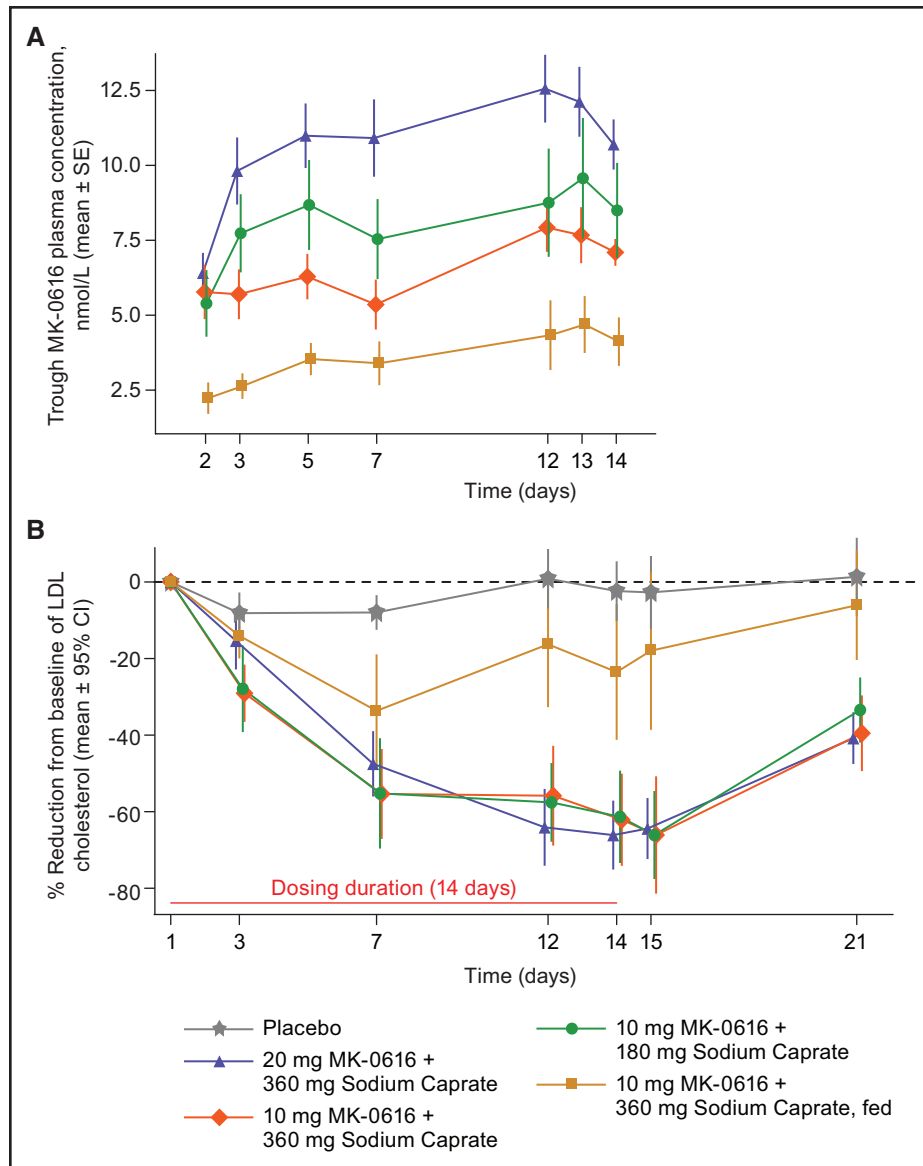 A
Trough MK-0616 plasma concentration,
nmol/L (mean ± SE)
12.5
10.0
7.5
5.0
2.5
2 3 5 7 12 13 14
Time (days)
B
% Reduction from baseline of LDL
cholesterol (mean ± 95% CI)
0
-20
-40
-60
-80
Dosing duration (14 days)
1 3 7 12 14 15 21
Time (days)
Placebo
20 mg MK-0616 +
360 mg Sodium Caprate
10 mg MK-0616 +
360 mg Sodium Caprate
10 mg MK-0616 +
180 mg Sodium Caprate
10 mg MK-0616 +
360 mg Sodium Caprate, fed